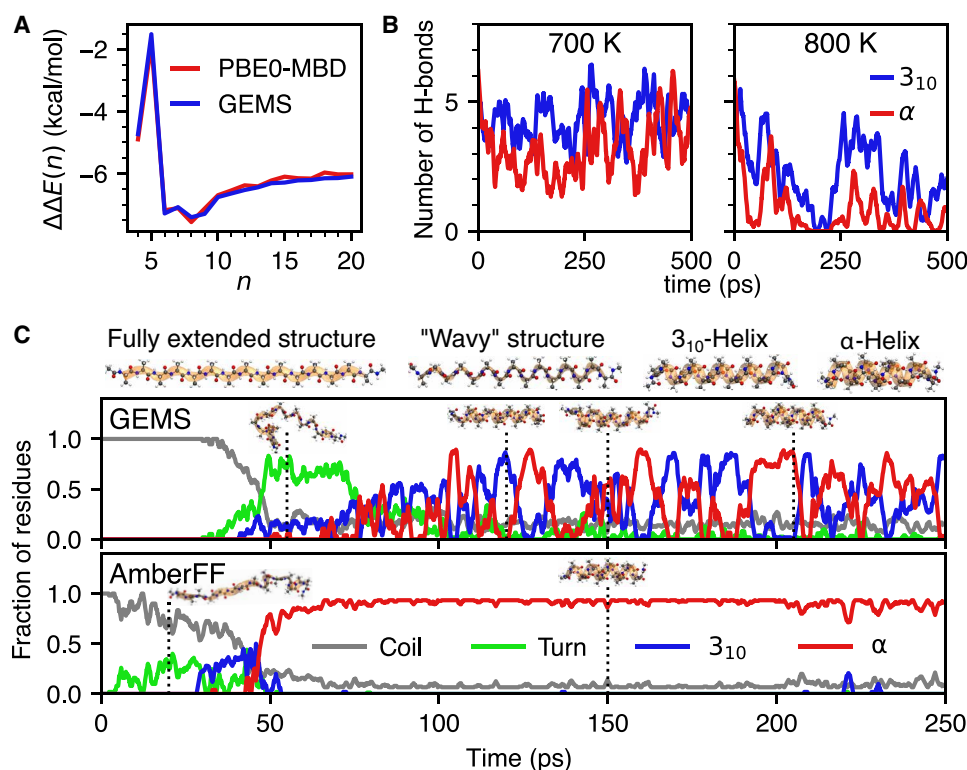 A
ΔΔE(n) (kcal/mol)
−2
−4
−6
PBE0-MBD
GEMS
5 10 15 20
n
B
Number of H-bonds
5
0
700 K
800 K
3₁₀
α
0 250 500
0 250 500
time (ps)
C
Fully extended structure "Wavy" structure 3₁₀-Helix α-Helix
Fraction of residues
GEMS
1.0
0.5
0.0
AmberFF
1.0
0.5
0.0
Coil Turn 3₁₀ α
0 50 100 150 200 250
Time (ps)